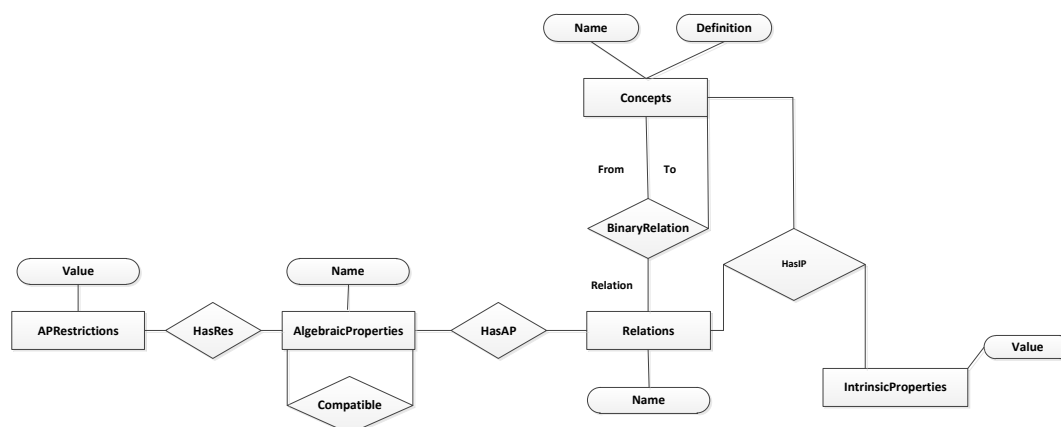 Name
Definition
Concepts
From
To
BinaryRelation
HasIP
Value
Name
Relation
APRestrictions
HasRes
AlgebraicProperties
HasAP
Relations
Value
IntrinsicProperties
Compatible
Name